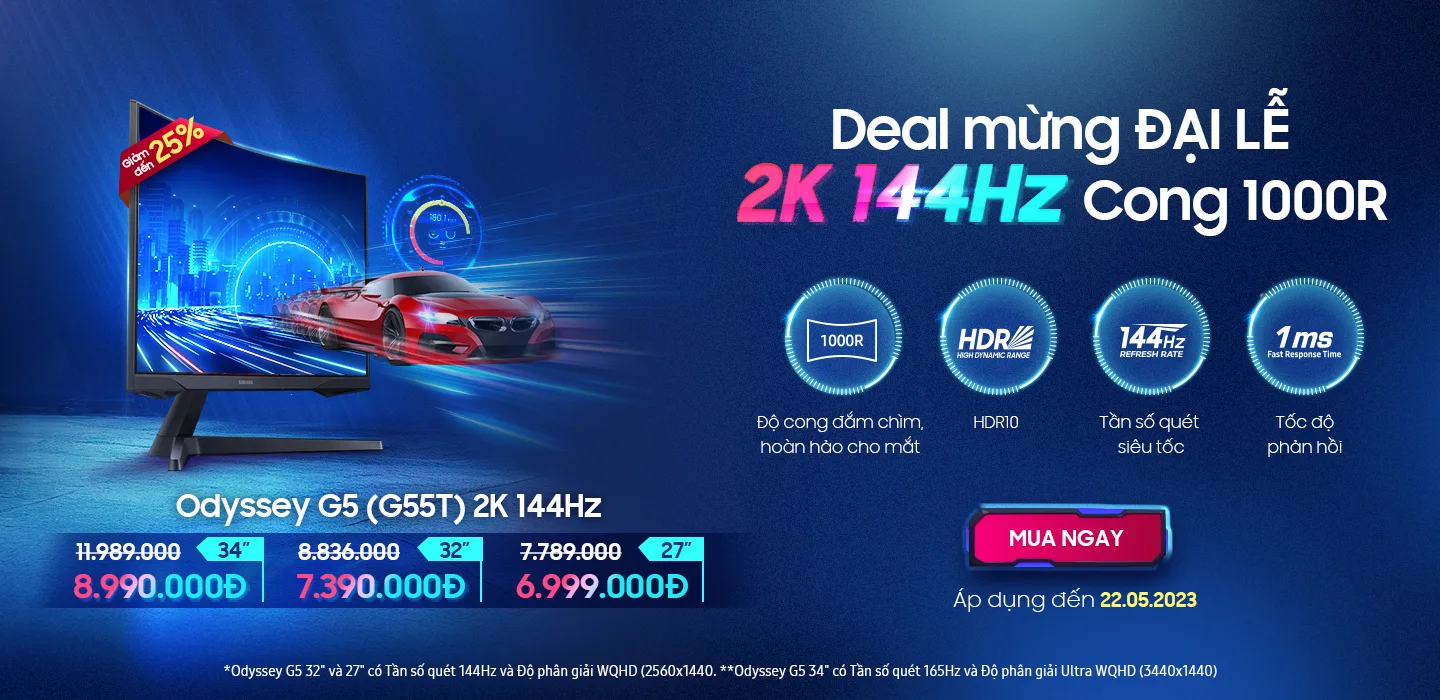 Giảm
đến 25%
1801
SAMSUNG
Deal mừng ĐẠI LỄ
2K 144Hz Cong 1000R
1000R
HDR
HIGH DYNAMIC RANGE
144Hz
REFRESH RATE
1ms
Fast Response Time
Độ cong đắm chìm,
hoàn hảo cho mắt
HDR10
Tần số quét
siêu tốc
Tốc độ
phản hồi
Odyssey G5 (G55T) 2K 144Hz
11.989.000 34”
8.990.000Đ
8.836.000 32”
7.390.000Đ
7.789.000 27”
6.999.000Đ
MUA NGAY
Áp dụng đến 22.05.2023
*Odyssey G5 32" và 27" có Tần số quét 144Hz và Độ phân giải WQHD (2560x1440. **Odyssey G5 34" có Tần số quét 165Hz và Độ phân giải Ultra WQHD (3440x1440)